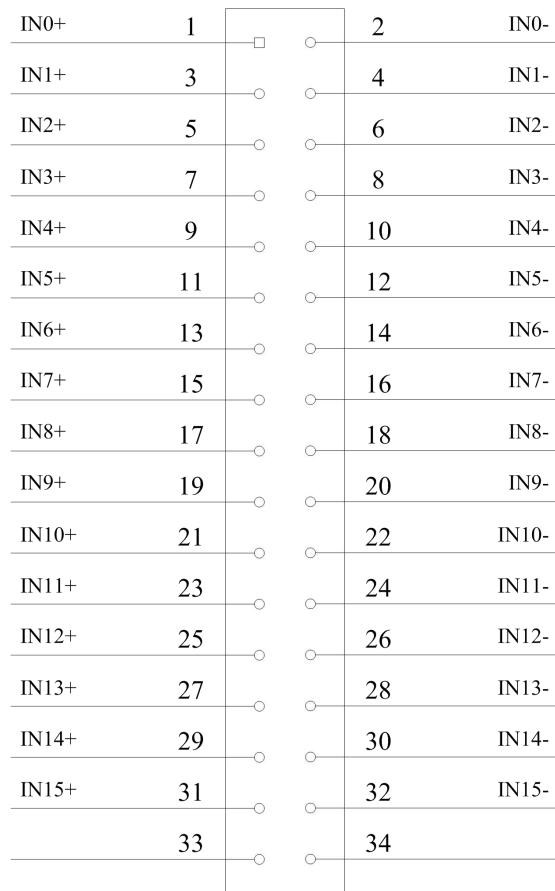 IN0+ 1 2 IN0-
IN1+ 3 4 IN1-
IN2+ 5 6 IN2-
IN3+ 7 8 IN3-
IN4+ 9 10 IN4-
IN5+ 11 12 IN5-
IN6+ 13 14 IN6-
IN7+ 15 16 IN7-
IN8+ 17 18 IN8-
IN9+ 19 20 IN9-
IN10+ 21 22 IN10-
IN11+ 23 24 IN11-
IN12+ 25 26 IN12-
IN13+ 27 28 IN13-
IN14+ 29 30 IN14-
IN15+ 31 32 IN15-
33 34